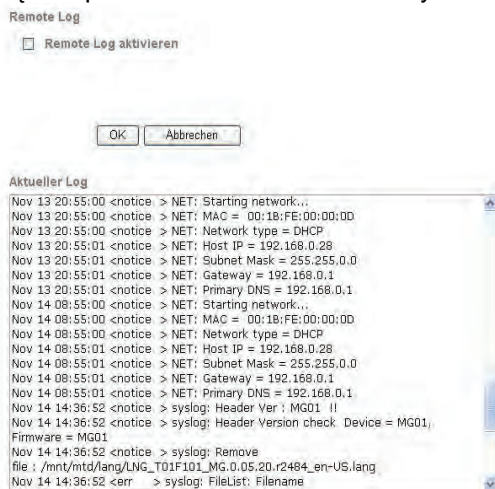 Remote Log
Remote Log aktivieren
OK Abbrechen
Aktueller Log
Nov 13 20:55:00 <notice > NET: Starting network...
Nov 13 20:55:00 <notice > NET: MAC = 00:1B:FE:00:00:0D
Nov 13 20:55:00 <notice > NET: Network type = DHCP
Nov 13 20:55:01 <notice > NET: Host IP = 192.168.0.28
Nov 13 20:55:01 <notice > NET: Subnet Mask = 255.255.0.0
Nov 13 20:55:01 <notice > NET: Gateway = 192.168.0.1
Nov 13 20:55:01 <notice > NET: Primary DNS = 192.168.0.1
Nov 14 08:55:00 <notice > NET: Starting network...
Nov 14 08:55:00 <notice > NET: MAC = 00:1B:FE:00:00:0D
Nov 14 08:55:00 <notice > NET: Network type = DHCP
Nov 14 08:55:01 <notice > NET: Host IP = 192.168.0.28
Nov 14 08:55:01 <notice > NET: Subnet Mask = 255.255.0.0
Nov 14 08:55:01 <notice > NET: Gateway = 192.168.0.1
Nov 14 08:55:01 <notice > NET: Primary DNS = 192.168.0.1
Nov 14 14:36:52 <notice > syslog: Header Ver : MG01 !!
Nov 14 14:36:52 <notice > syslog: Header Version check Device = MG01,
Firmware = MG01
Nov 14 14:36:52 <notice > syslog: Remove
file : /mnt/mtd/lang/LNG_T01F101_MG.0.05.20.r2484_en-US.lang
Nov 14 14:36:52 <err > syslog: FileList: Filename